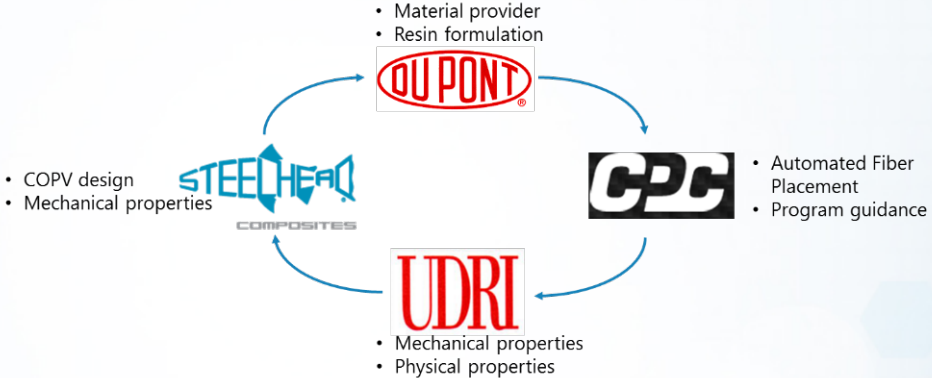 • Material provider
• Resin formulation
DU PONT®
STEELHEAD
COMPOSITES
• COPV design
• Mechanical properties
CPC
• Automated Fiber
Placement
• Program guidance
UDRI
• Mechanical properties
• Physical properties